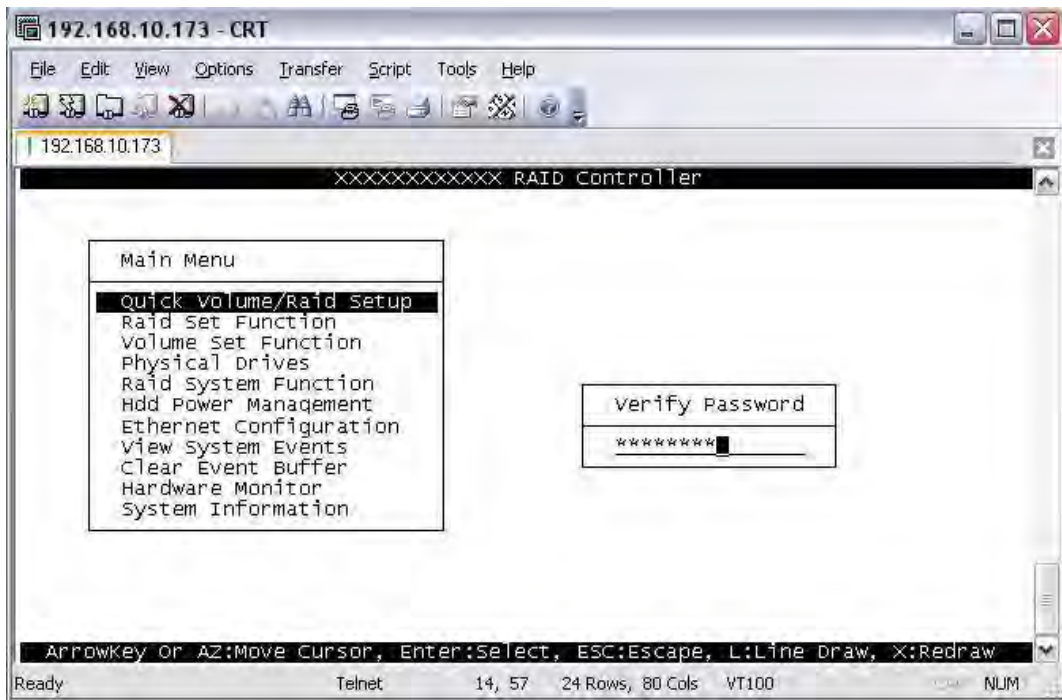 192.168.10.173 - CRT
File Edit View Options Transfer Script Tools Help
192.168.10.173
XXXXXXXXXXXX RAID Controller
Main Menu
Quick Volume/Raid Setup
Raid Set Function
Volume Set Function
Physical Drives
Raid System Function
Hdd Power Management
Ethernet Configuration
View System Events
Clear Event Buffer
Hardware Monitor
System Information
Verify Password
********
ArrowKey Or AZ:Move Cursor, Enter:Select, ESC:Escape, L:Line Draw, X:Redraw
Ready Telnet 14, 57 24 Rows, 80 Cols VT100 NUM